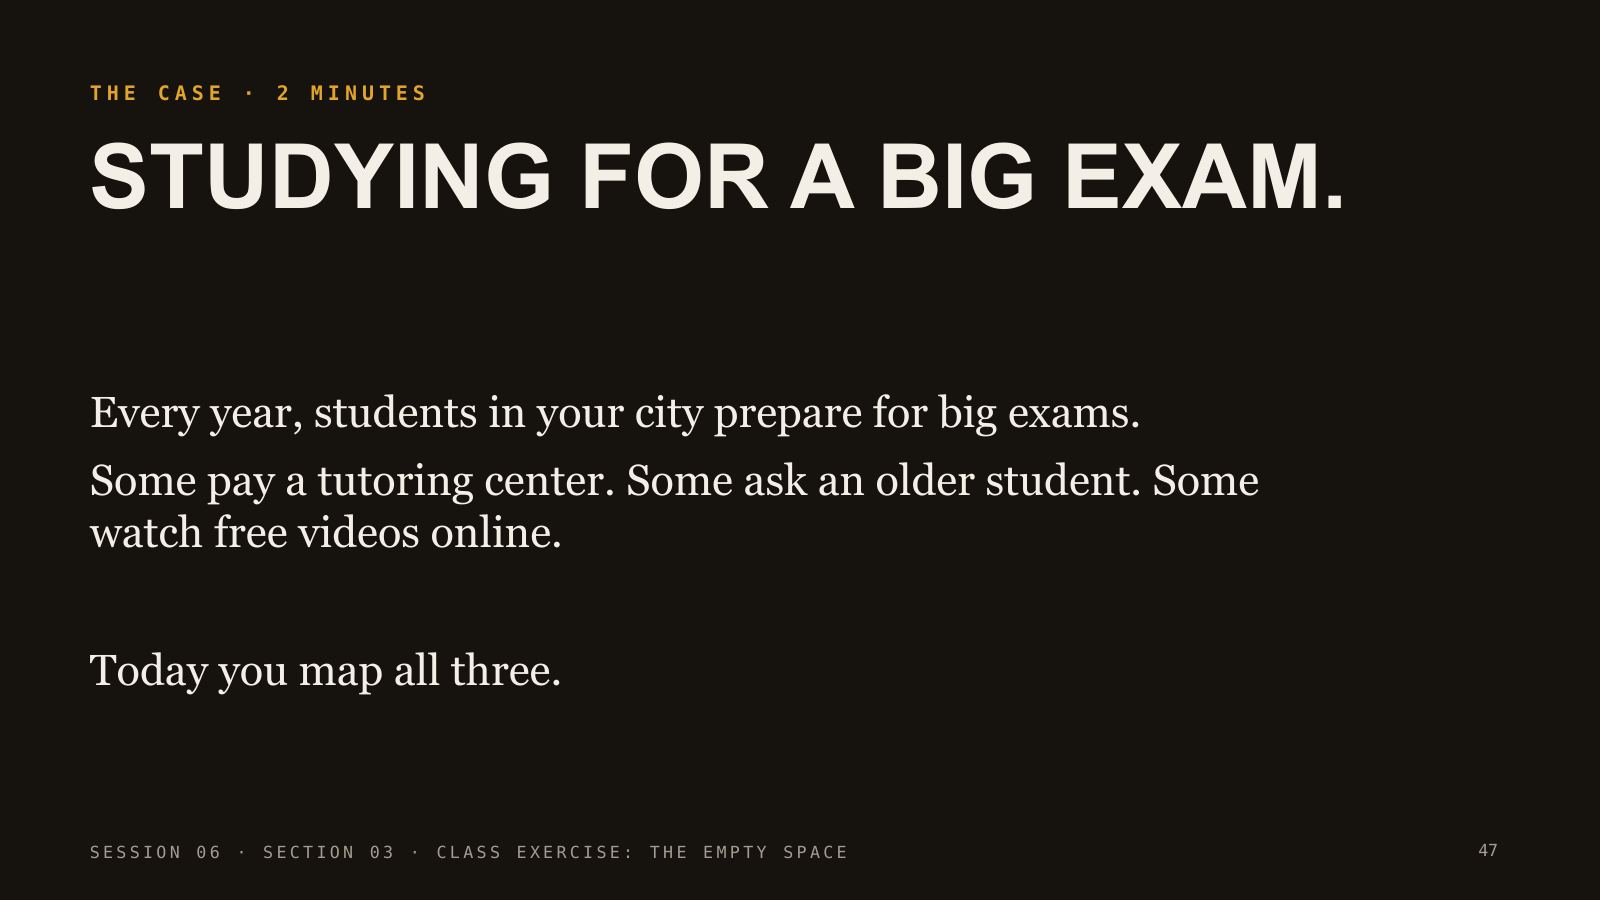 THE CASE · 2 MINUTES
STUDYING FOR A BIG EXAM.
Every year, students in your city prepare for big exams.
Some pay a tutoring center. Some ask an older student. Some
watch free videos online.
Today you map all three.
SESSION 06 · SECTION 03 · CLASS EXERCISE: THE EMPTY SPACE
47